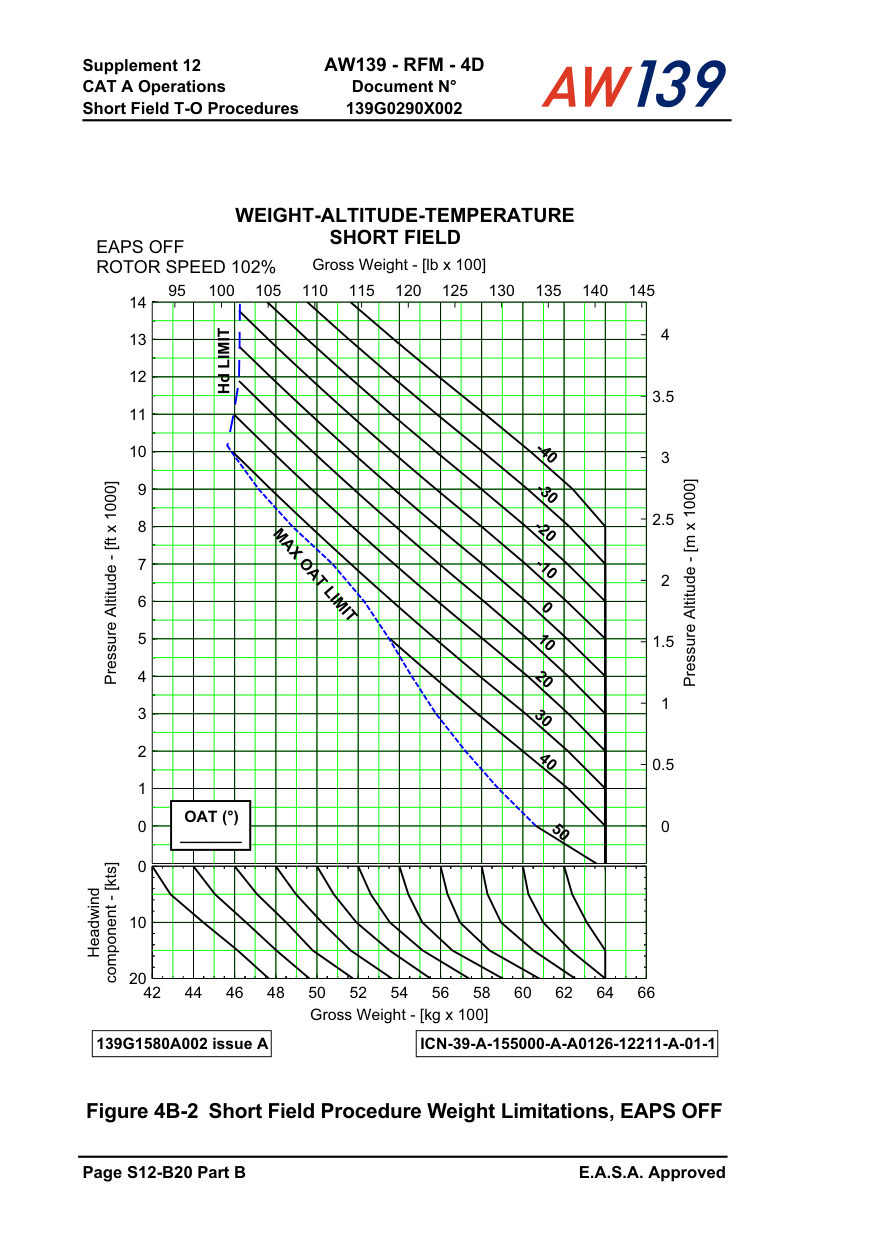 Supplement 12
CAT A Operations
Short Field T-O Procedures
AW139 - RFM - 4D
Document N°
139G0290X002
AW139
WEIGHT-ALTITUDE-TEMPERATURE
SHORT FIELD
EAPS OFF
ROTOR SPEED 102%
Gross Weight - [lb x 100]
95 100 105 110 115 120 125 130 135 140 145
14
13
12
11
10
9
8
7
6
5
4
3
2
1
0
Pressure Altitude - [ft x 1000]
Hd LIMIT
MAX OAT LIMIT
-40
-30
-20
-10
0
10
20
30
40
50
OAT (°)
4
3.5
3
2.5
2
1.5
1
0.5
0
Pressure Altitude - [m x 1000]
Headwind
component - [kts]
0
10
20
42 44 46 48 50 52 54 56 58 60 62 64 66
Gross Weight - [kg x 100]
139G1580A002 issue A
ICN-39-A-155000-A-A0126-12211-A-01-1
Figure 4B-2 Short Field Procedure Weight Limitations, EAPS OFF
Page S12-B20 Part B
E.A.S.A. Approved